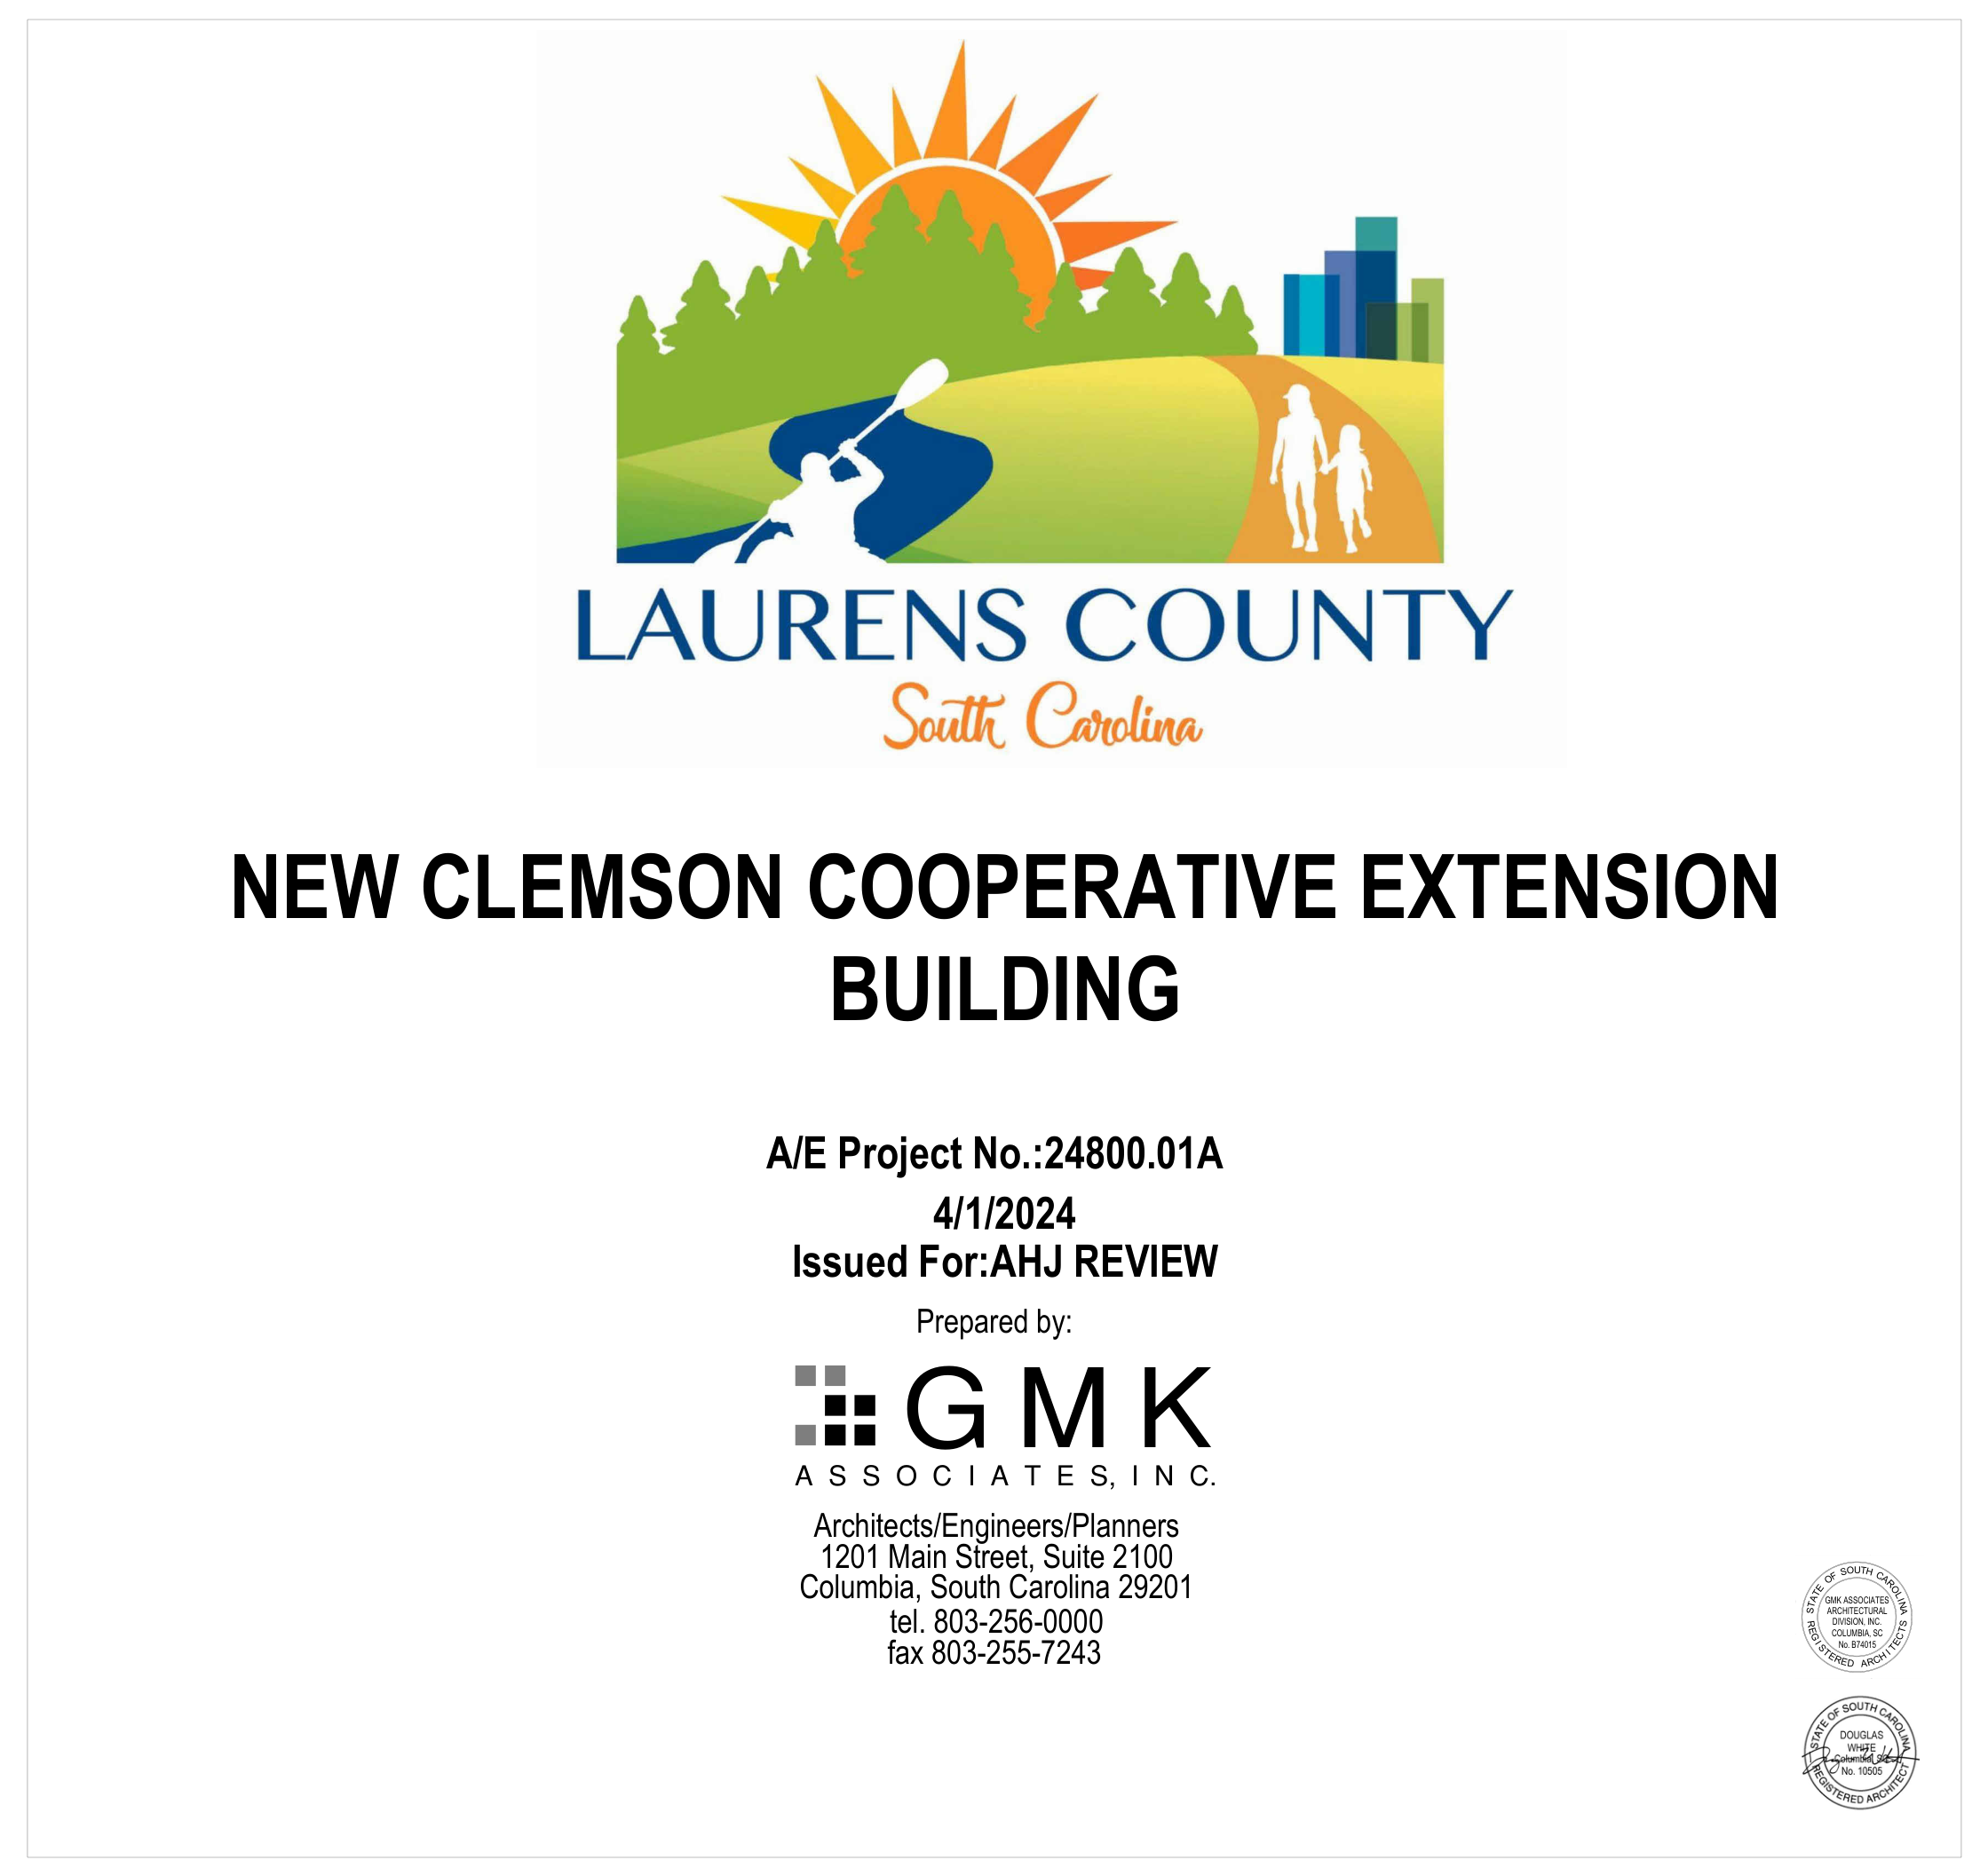 LAURENS COUNTY
South Carolina
NEW CLEMSON COOPERATIVE EXTENSION
BUILDING
A/E Project No.:24800.01A
4/1/2024
Issued For:AHJ REVIEW
Prepared by:
GMK
ASSOCIATES, INC.
Architects/Engineers/Planners
1201 Main Street, Suite 2100
Columbia, South Carolina 29201
tel. 803-256-0000
fax 803-255-7243
STATE OF SOUTH CAROLINA
GMK ASSOCIATES
ARCHITECTURAL
DIVISION, INC.
COLUMBIA, SC
No. B74015
REGISTERED ARCHITECTS
STATE OF SOUTH CAROLINA
DOUGLAS
WHITE
Columbia, SC
No. 10505
REGISTERED ARCHITECT